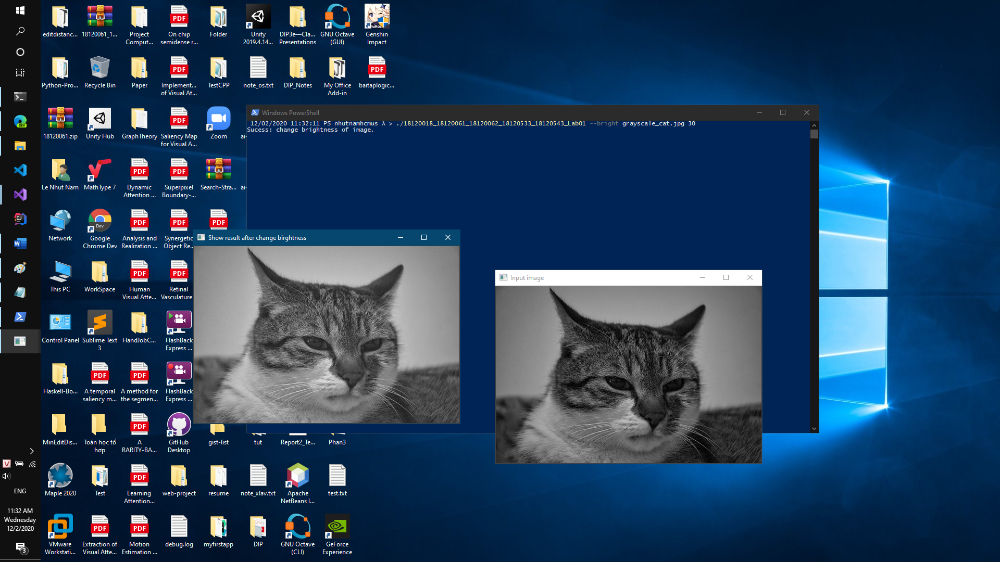 editdistanc...
18120061_1...
Project
Comput...
On chip
semidense r...
Folder
Unity
2019.4.14...
DIP3e—Cla...
Presentations
GNU Octave
(GUI)
Genshin
Impact
Python-Pro...
Recycle Bin
Paper
Implement...
of Visual At...
TestCPP
note_os.txt
DIP_Notes
My Office
Add-in
baitaplogic...
18120061.zip
Unity Hub
GraphTheory
Saliency Map
for Visual A...
Zoom
ai-
Le Nhut Nam
MathType 7
Dynamic
Attention ...
Superpixel
Boundary-...
Search-Stra...
ai-
Network
Google
Chrome Dev
Analysis and
Realization ...
Synergetic
Object Re...
This PC
WorkSpace
Human
Visual Atte...
Retinal
Vasculature
Control Panel
Sublime Text
3
HandJobC...
FlashBack
Express ...
Haskell-Bo...
A temporal
saliency m...
A method for
the segmen...
FlashBack
Express ...
MinEditDis...
Toán học tổ
hợp
A
RARITY-BA...
GitHub
Desktop
gist-list
tut
Report2_Te...
Phan3
Maple 2020
Test
Learning
Attention...
web-project
resume
note_xlav.txt
Apache
NetBeans I...
test.txt
VMware
Workstati...
Extraction of
Visual Atte...
Motion
Estimation ...
debug.log
myfirstapp
DIP
GNU Octave
(CLI)
GeForce
Experience
Windows PowerShell
12/02/2020 11:32:11 PS nhutnamhcmus λ > ./18120018_18120061_18120062_18120533_18120543_Lab01 --bright grayscale_cat.jpg 30
Sucess: change brightness of image.
Show result after change birghtness
Input image
ENG
11:32 AM
Wednesday
12/2/2020
3